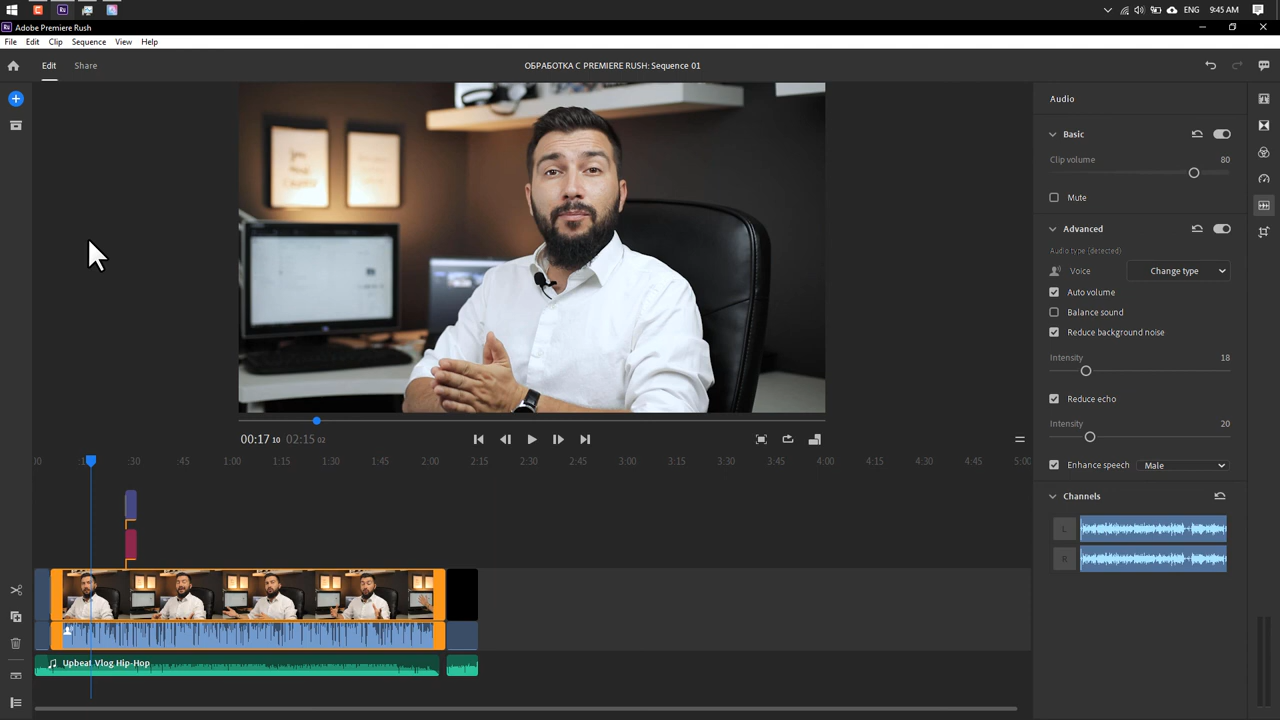 ENG
9:45 AM
Adobe Premiere Rush
File Edit Clip Sequence View Help
Edit Share
ОБРАБОТКА С PREMIERE RUSH: Sequence 01
Audio
Basic
Clip volume 80
Mute
Advanced
Audio type (detected)
Voice Change type
Auto volume
Balance sound
Reduce background noise
Intensity 18
Reduce echo
Intensity 20
Enhance speech Male
Channels
L
R
00:17 10 02:15 02
:30 :45 1:00 1:15 1:30 1:45 2:00 2:15 3:00 3:15 3:30 3:45 4:00 4:15 4:30 4:45 5:00
Upbeat Vlog Hip-Hop